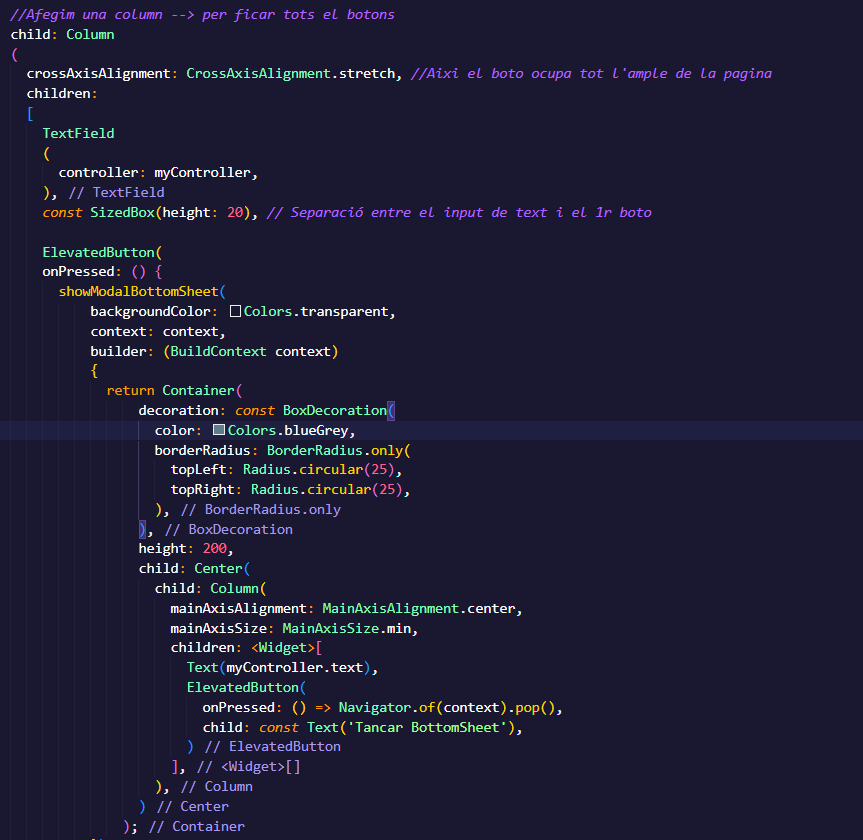 //Afegim una column --> per ficar tots el botons
child: Column
(
crossAxisAlignment: CrossAxisAlignment.stretch, //Aixi el boto ocupa tot l'ample de la pagina
children:
[
TextField
(
controller: myController,
), // TextField
const SizedBox(height: 20), // Separació entre el input de text i el 1r boto
ElevatedButton(
onPressed: () {
showModalBottomSheet(
backgroundColor: Colors.transparent,
context: context,
builder: (BuildContext context)
{
return Container(
decoration: const BoxDecoration(
color: Colors.blueGrey,
borderRadius: BorderRadius.only(
topLeft: Radius.circular(25),
topRight: Radius.circular(25),
), // BorderRadius.only
), // BoxDecoration
height: 200,
child: Center(
child: Column(
mainAxisAlignment: MainAxisAlignment.center,
mainAxisSize: MainAxisSize.min,
children: <Widget>[
Text(myController.text),
ElevatedButton(
onPressed: () => Navigator.of(context).pop(),
child: const Text('Tancar BottomSheet'),
) // ElevatedButton
], // <Widget>[]
), // Column
) // Center
); // Container